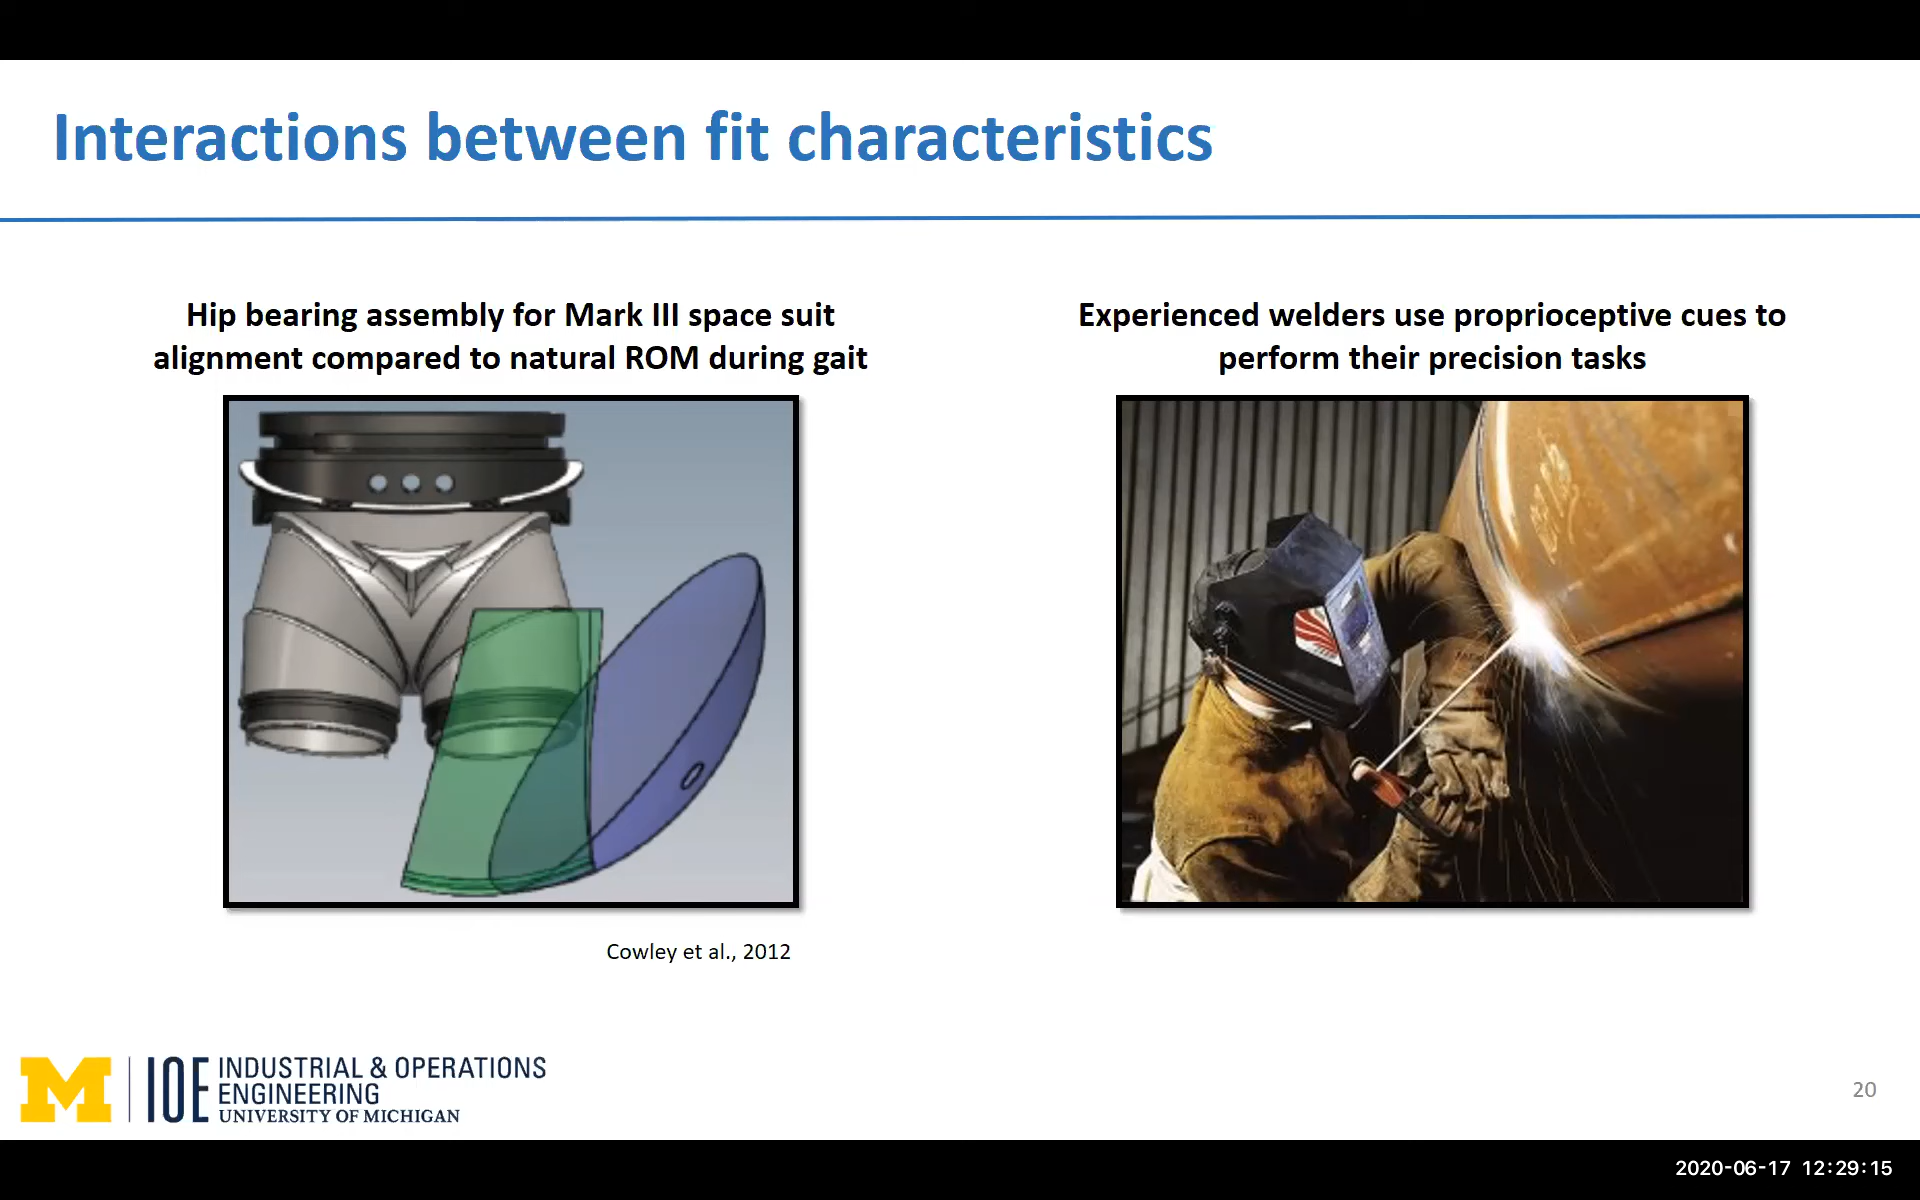 Interactions between fit characteristics
Hip bearing assembly for Mark III space suit
alignment compared to natural ROM during gait
Experienced welders use proprioceptive cues to
perform their precision tasks
Cowley et al., 2012
M
IOE
INDUSTRIAL & OPERATIONS
ENGINEERING
UNIVERSITY OF MICHIGAN
20
2020-06-17 12:29:15